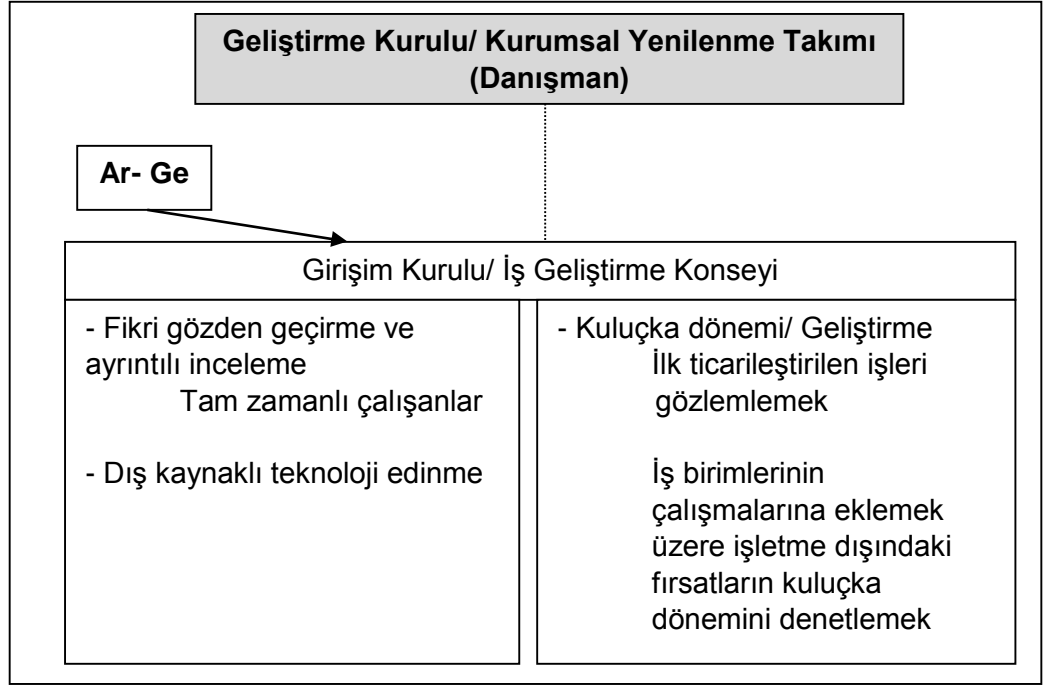 Geliştirme Kurulu/ Kurumsal Yenilenme Takımı
(Danışman)
Ar- Ge
Girişim Kurulu/ İş Geliştirme Konseyi
- Fikri gözden geçirme ve
ayrıntılı inceleme
Tam zamanlı çalışanlar
- Dış kaynaklı teknoloji edinme
- Kuluçka dönemi/ Geliştirme
İlk ticarileştirilen işleri
gözlemlemek
İş birimlerinin
çalışmalarına eklemek
üzere işletme dışındaki
fırsatların kuluçka
dönemini denetlemek